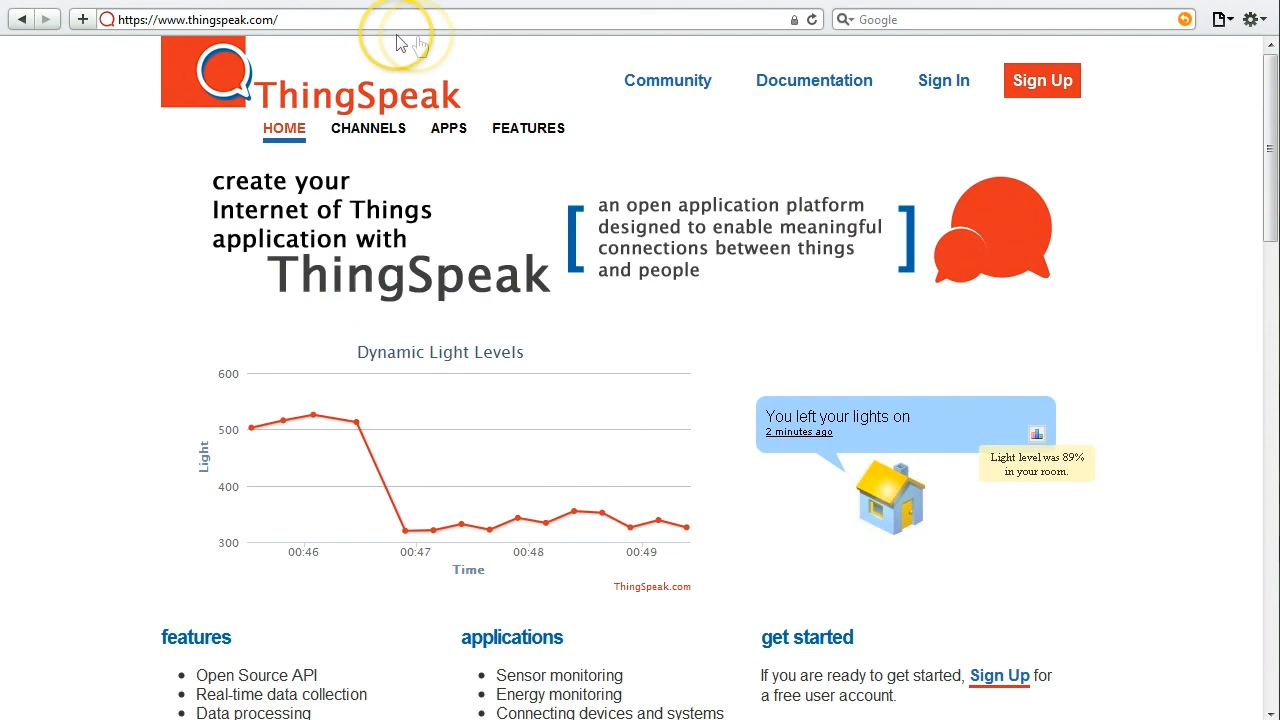 https://www.thingspeak.com/
Google
ThingSpeak
Community
Documentation
Sign In
Sign Up
HOME
CHANNELS
APPS
FEATURES
create your
Internet of Things
application with
ThingSpeak
an open application platform
designed to enable meaningful
connections between things
and people
Dynamic Light Levels
600
500
400
300
Light
00:46
00:47
00:48
00:49
Time
ThingSpeak.com
You left your lights on
2 minutes ago
Light level was 89%
in your room.
features
Open Source API
Real-time data collection
Data processing
applications
Sensor monitoring
Energy monitoring
Connecting devices and systems
get started
If you are ready to get started, Sign Up for
a free user account.